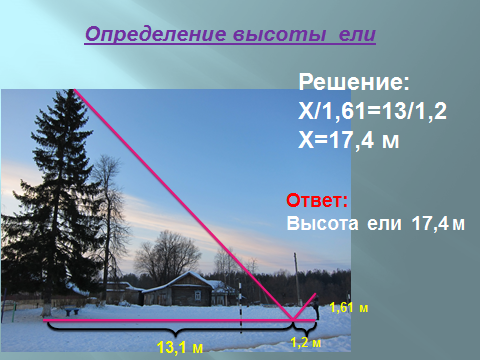 Определение высоты ели
Решение:
Х/1,61=13/1,2
Х=17,4 м
Ответ:
Высота ели 17,4 м
1,61 м
13,1 м
1,2 м